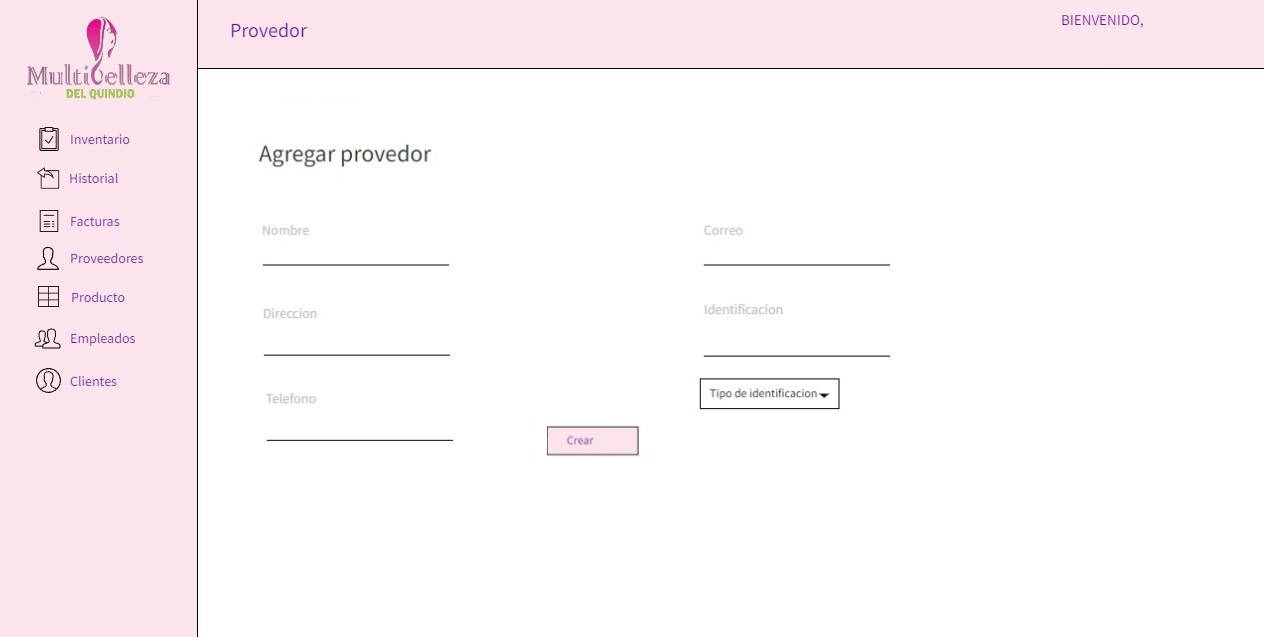 Multibelleza
DEL QUINDIO
Inventario
Historial
Facturas
Proveedores
Producto
Empleados
Clientes
Provedor
BIENVENIDO,
Agregar provedor
Nombre
Correo
Direccion
Identificacion
Telefono
Tipo de identificacion
Crear